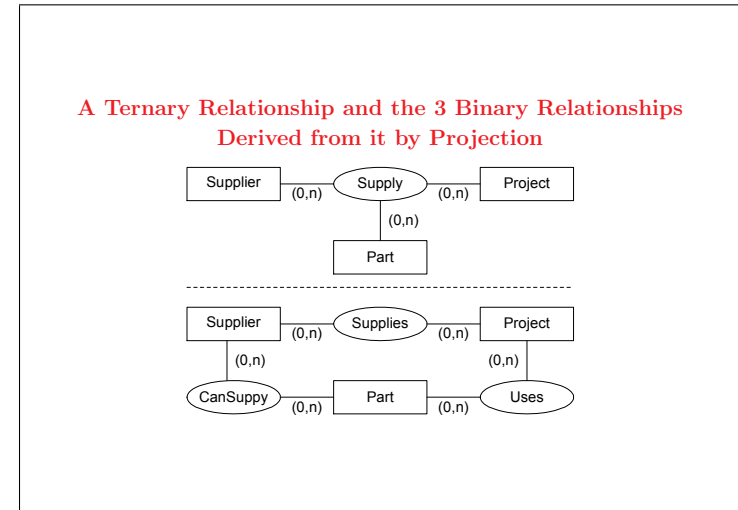 A Ternary Relationship and the 3 Binary Relationships
Derived from it by Projection
Supplier (0,n) Supply (0,n) Project
(0,n)
Part
Supplier (0,n) Supplies (0,n) Project
(0,n) (0,n)
CanSuppy (0,n) Part (0,n) Uses